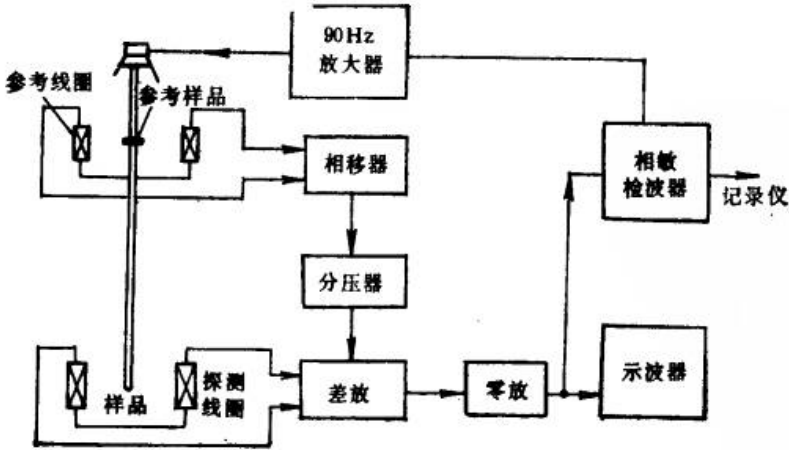 90Hz
放大器
参考线圈
参考样品
相移器
相敏
检波器
记录仪
分压器
样品
探测
线圈
差放
零放
示波器